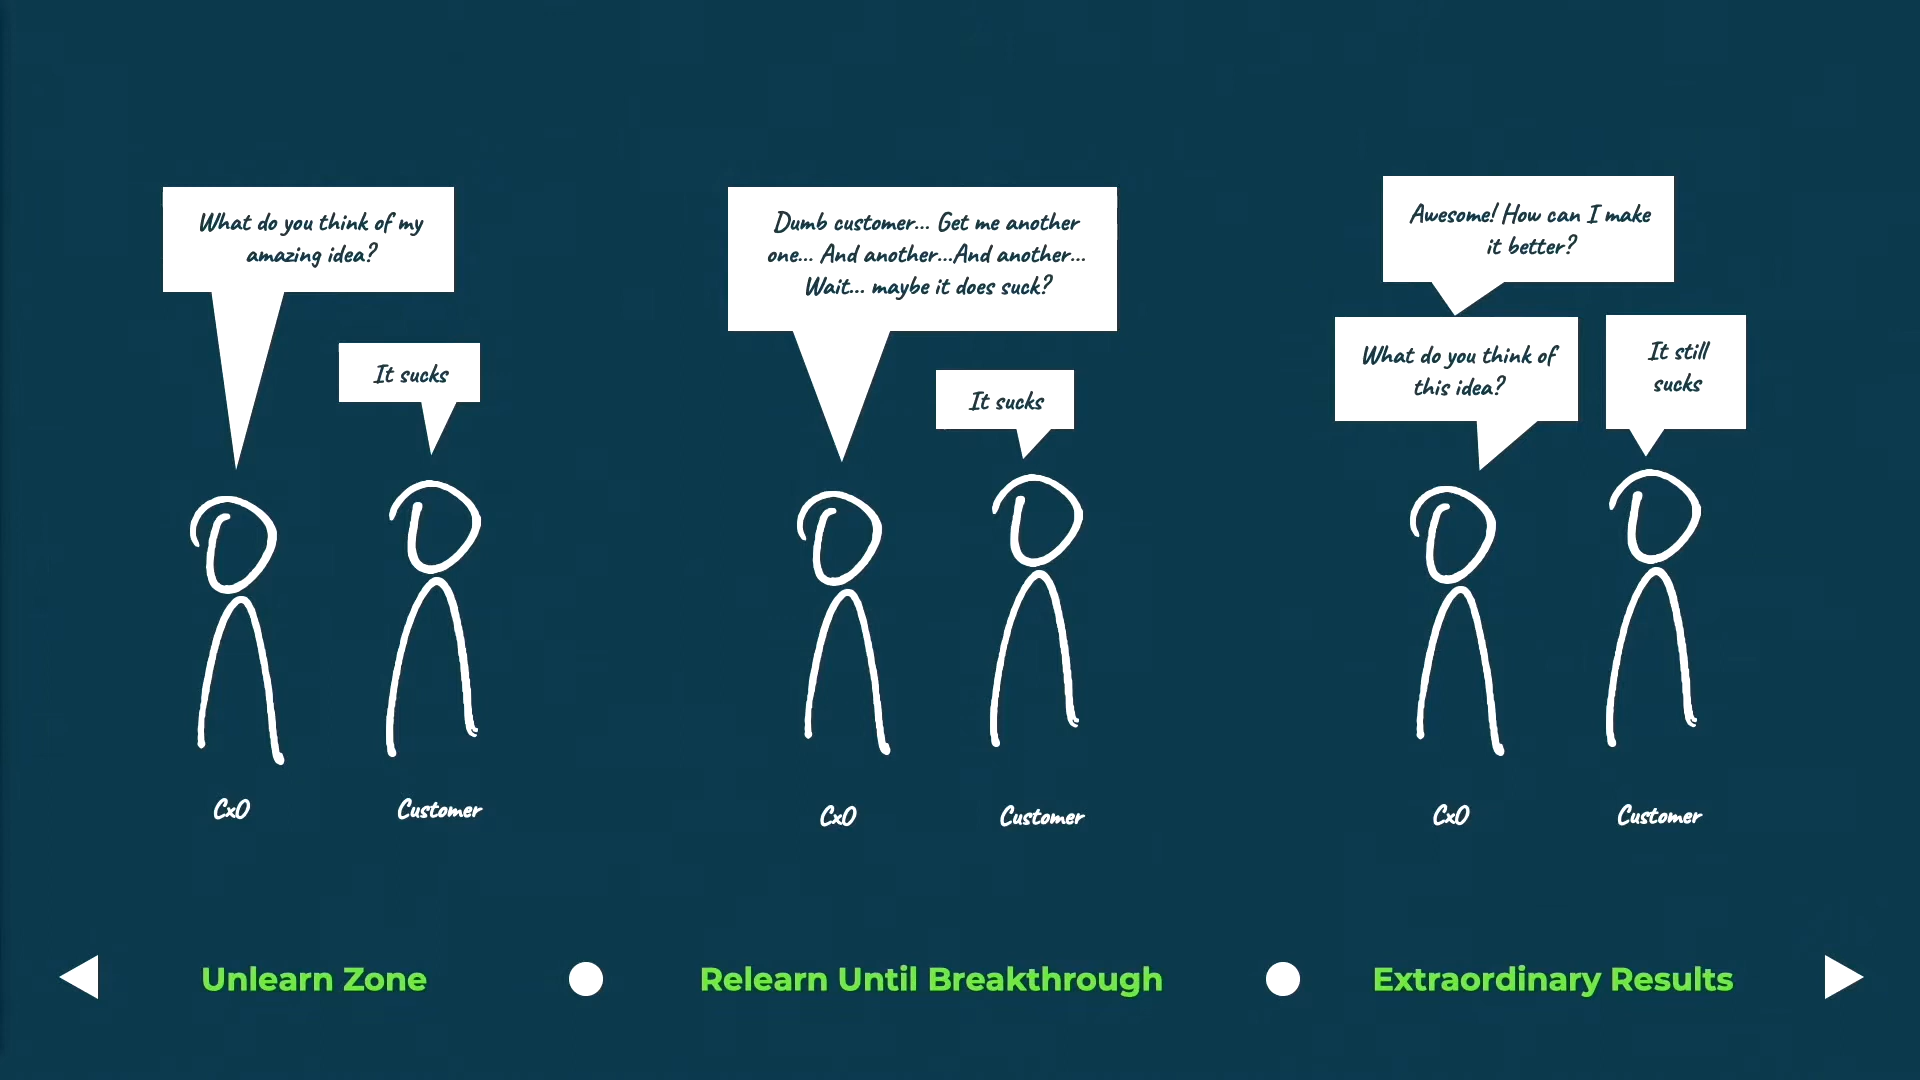 What do you think of my
amazing idea?
It sucks
CxO
Customer
Dumb customer... Get me another
one... And another...And another...
Wait... maybe it does suck?
It sucks
CxO
Customer
Awesome! How can I make
it better?
What do you think of
this idea?
It still
sucks
CxO
Customer
Unlearn Zone
Relearn Until Breakthrough
Extraordinary Results